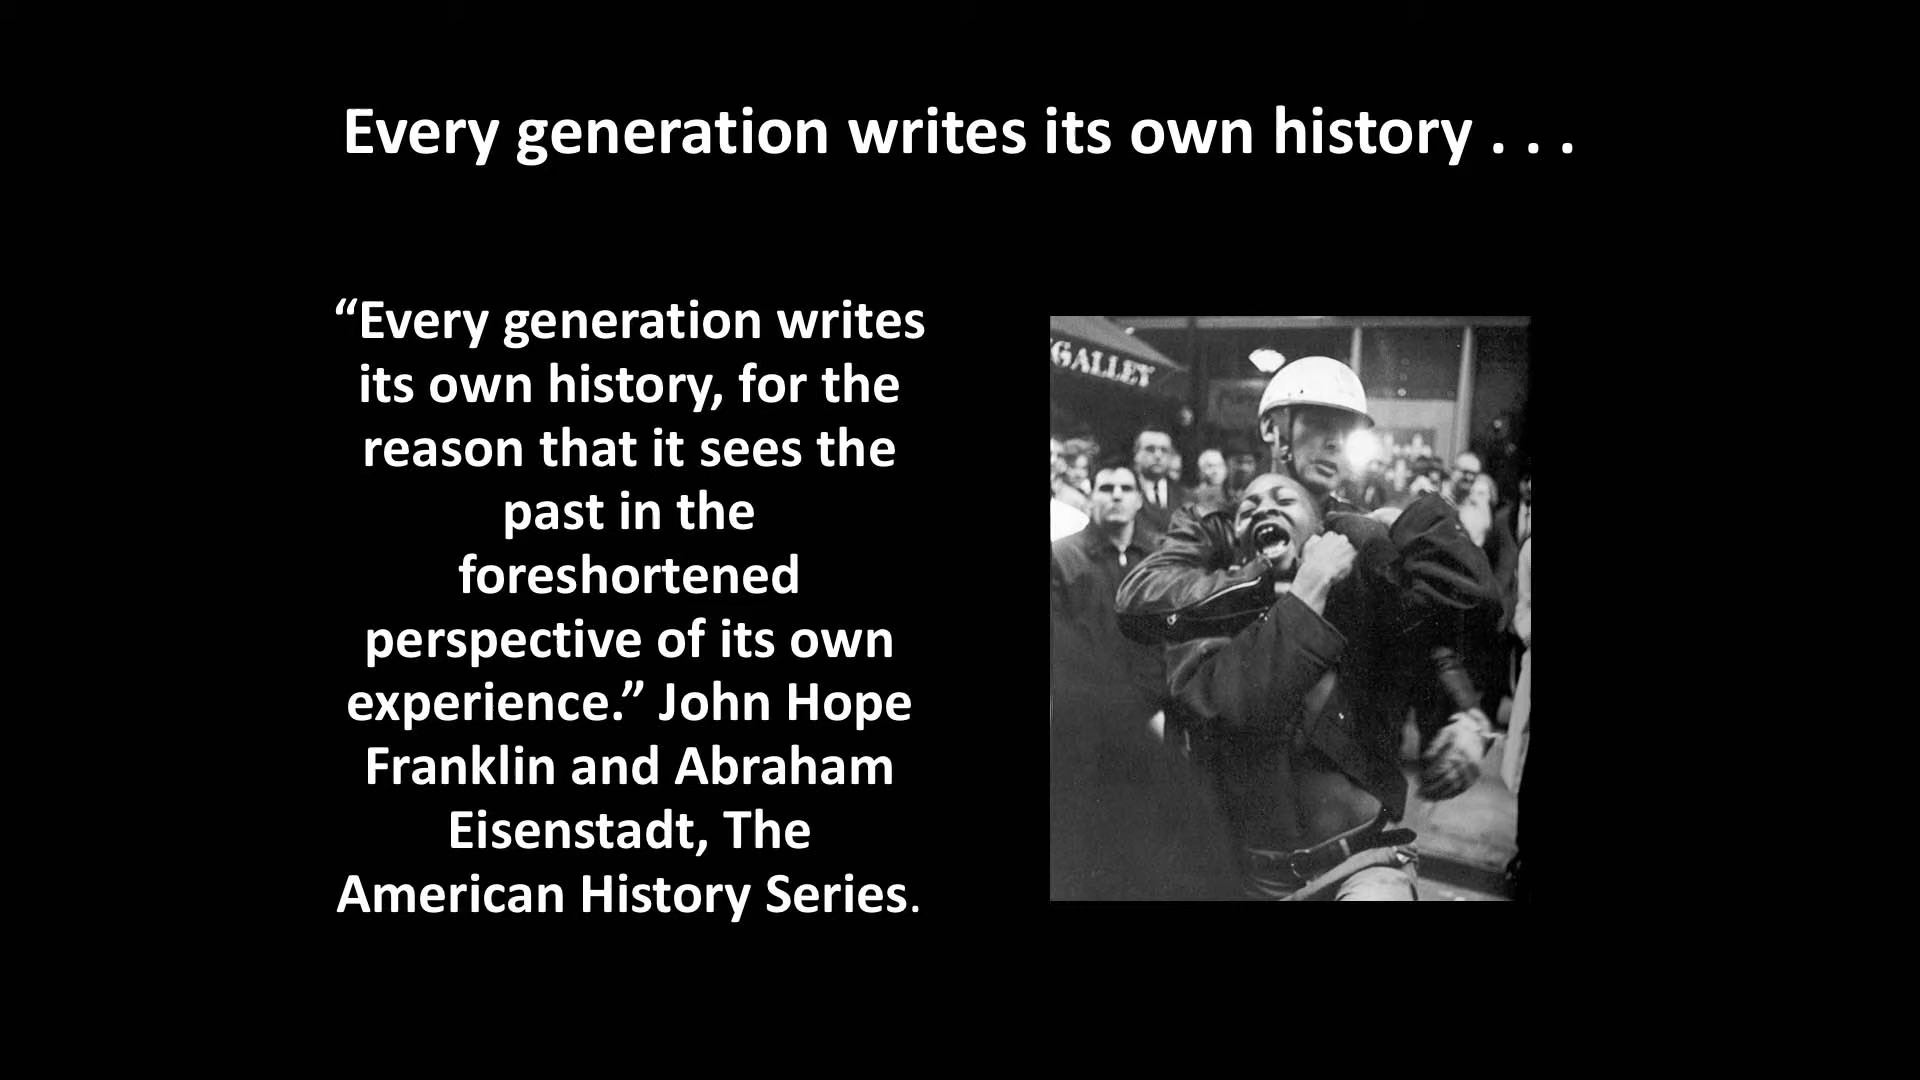 Every generation writes its own history . . .
“Every generation writes
its own history, for the
reason that it sees the
past in the
foreshortened
perspective of its own
experience.” John Hope
Franklin and Abraham
Eisenstadt, The
American History Series.
GALLEY